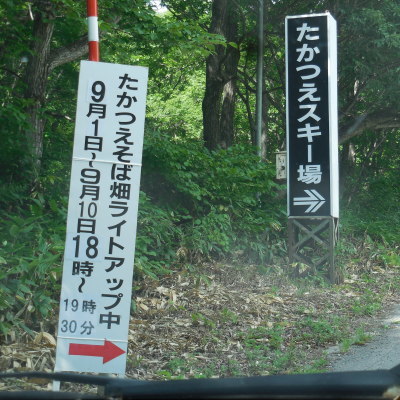 たかつえそば畑ライトアップ中
9月1日～9月10日18時～
19時
30分
たかつえスキー場